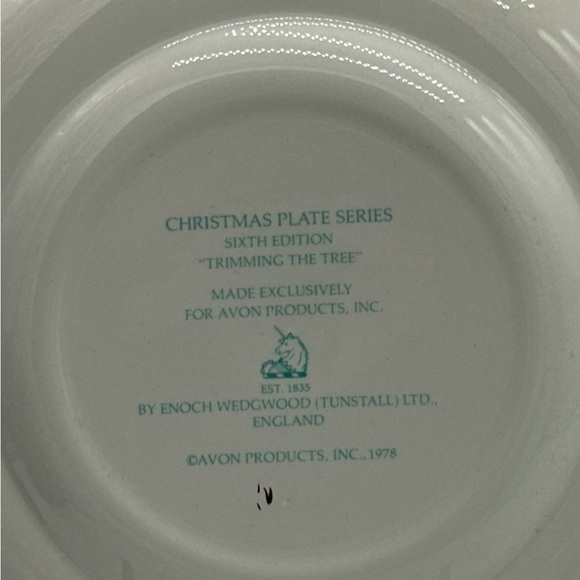 CHRISTMAS PLATE SERIES
SIXTH EDITION
"TRIMMING THE TREE"
MADE EXCLUSIVELY
FOR AVON PRODUCTS, INC.
EST. 1835
BY ENOCH WEDGWOOD (TUNSTALL) LTD.,
ENGLAND
©AVON PRODUCTS, INC., 1978